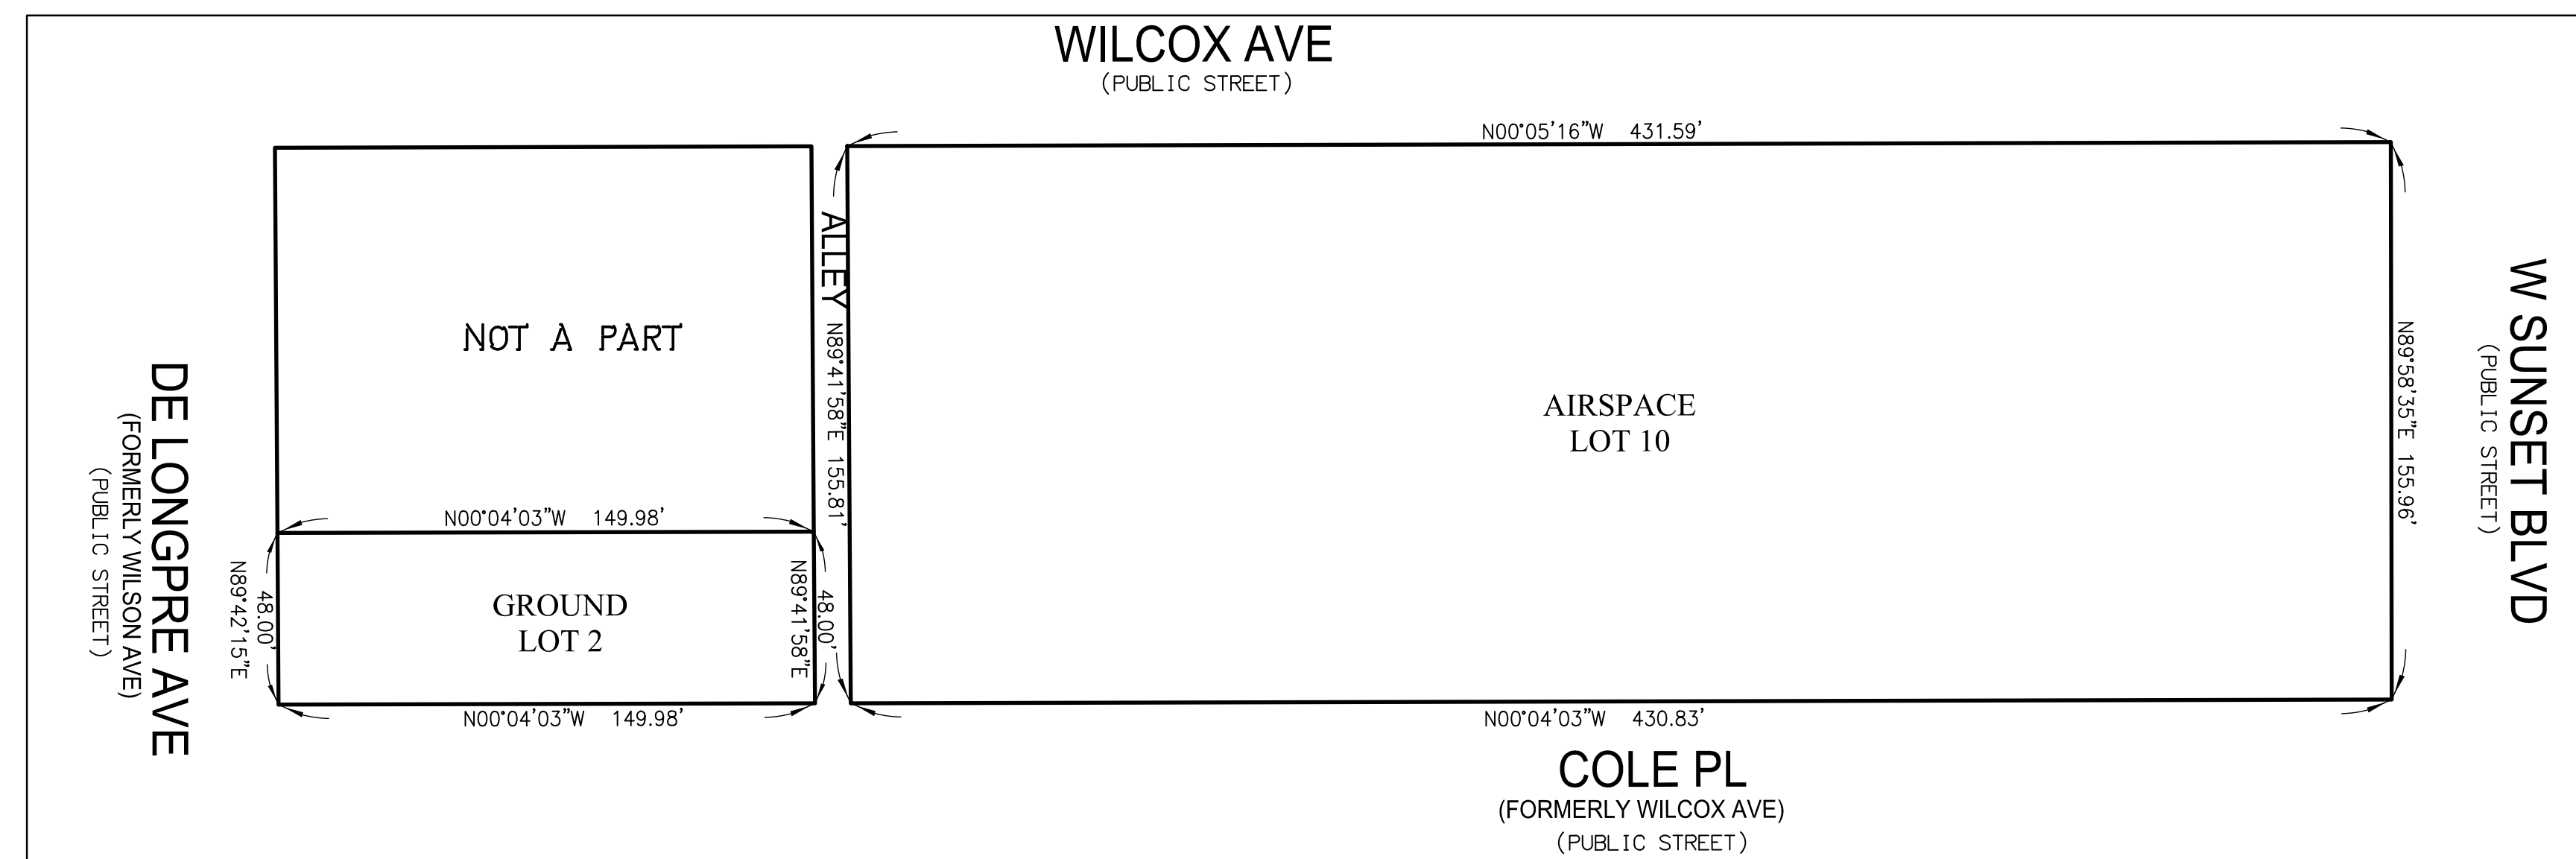 WILCOX AVE
(PUBLIC STREET)
N00°05'16"W 431.59'
ALLEY
N89°41'58"E 155.81'
NOT A PART
AIRSPACE
LOT 10
N89°58'35"E 155.96'
W SUNSET BLVD
(PUBLIC STREET)
DE LONGPRE AVE
(FORMERLY WILSON AVE)
(PUBLIC STREET)
N00°04'03"W 149.98'
48.00'
N89°42'15"E
GROUND
LOT 2
48.00'
N89°41'58"E
N00°04'03"W 149.98'
N00°04'03"W 430.83'
COLE PL
(FORMERLY WILCOX AVE)
(PUBLIC STREET)